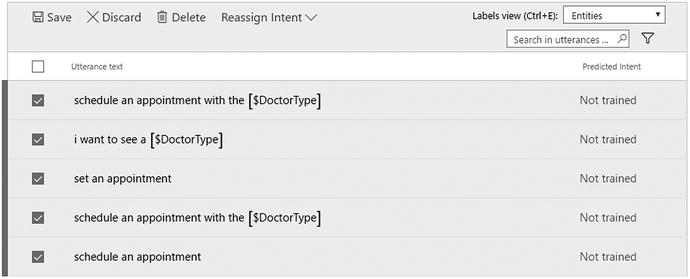 Save Discard Delete Reassign Intent Labels view (Ctrl+E): Entities
Search in utterances ...
Utterance text Predicted Intent
schedule an appointment with the [$DoctorType] Not trained
i want to see a [$DoctorType] Not trained
set an appointment Not trained
schedule an appointment with the [$DoctorType] Not trained
schedule an appointment Not trained